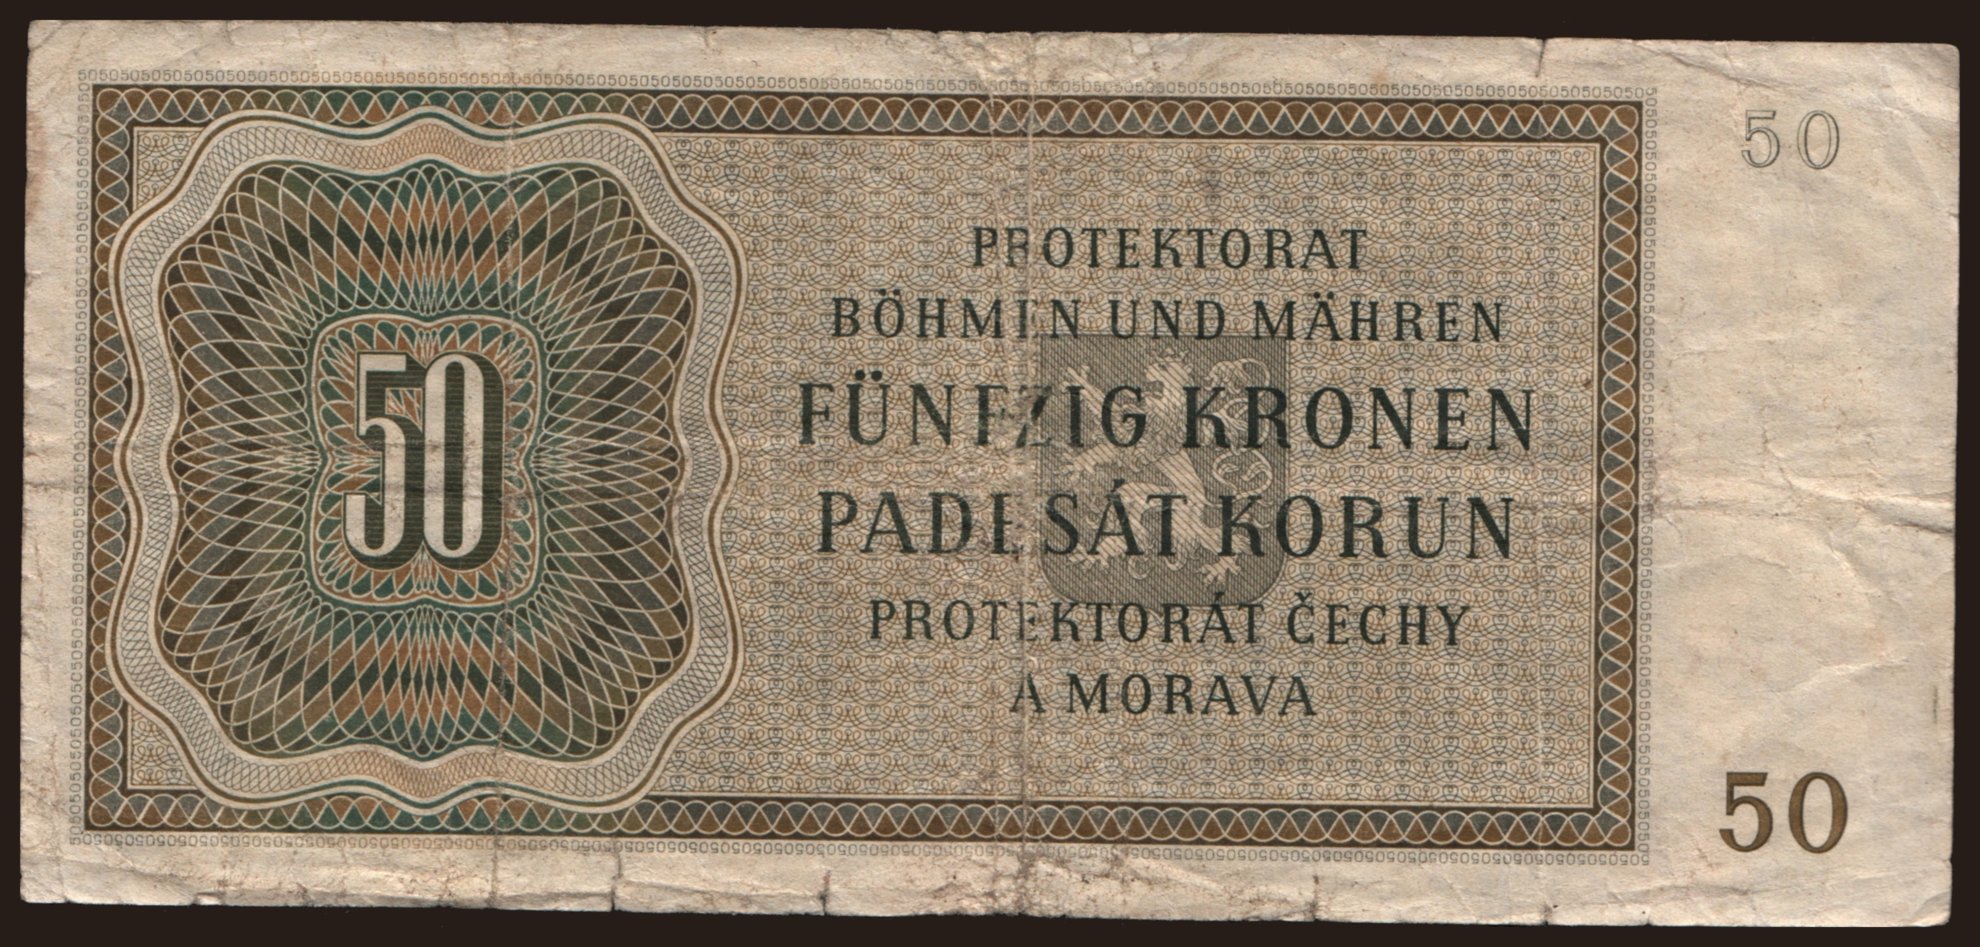 50
PROTEKTORAT
BÖHMEN UND MÄHREN
FÜNFZIG KRONEN
50
PADESÁT KORUN
PROTEKTORÁT ČECHY
A MORAVA
50